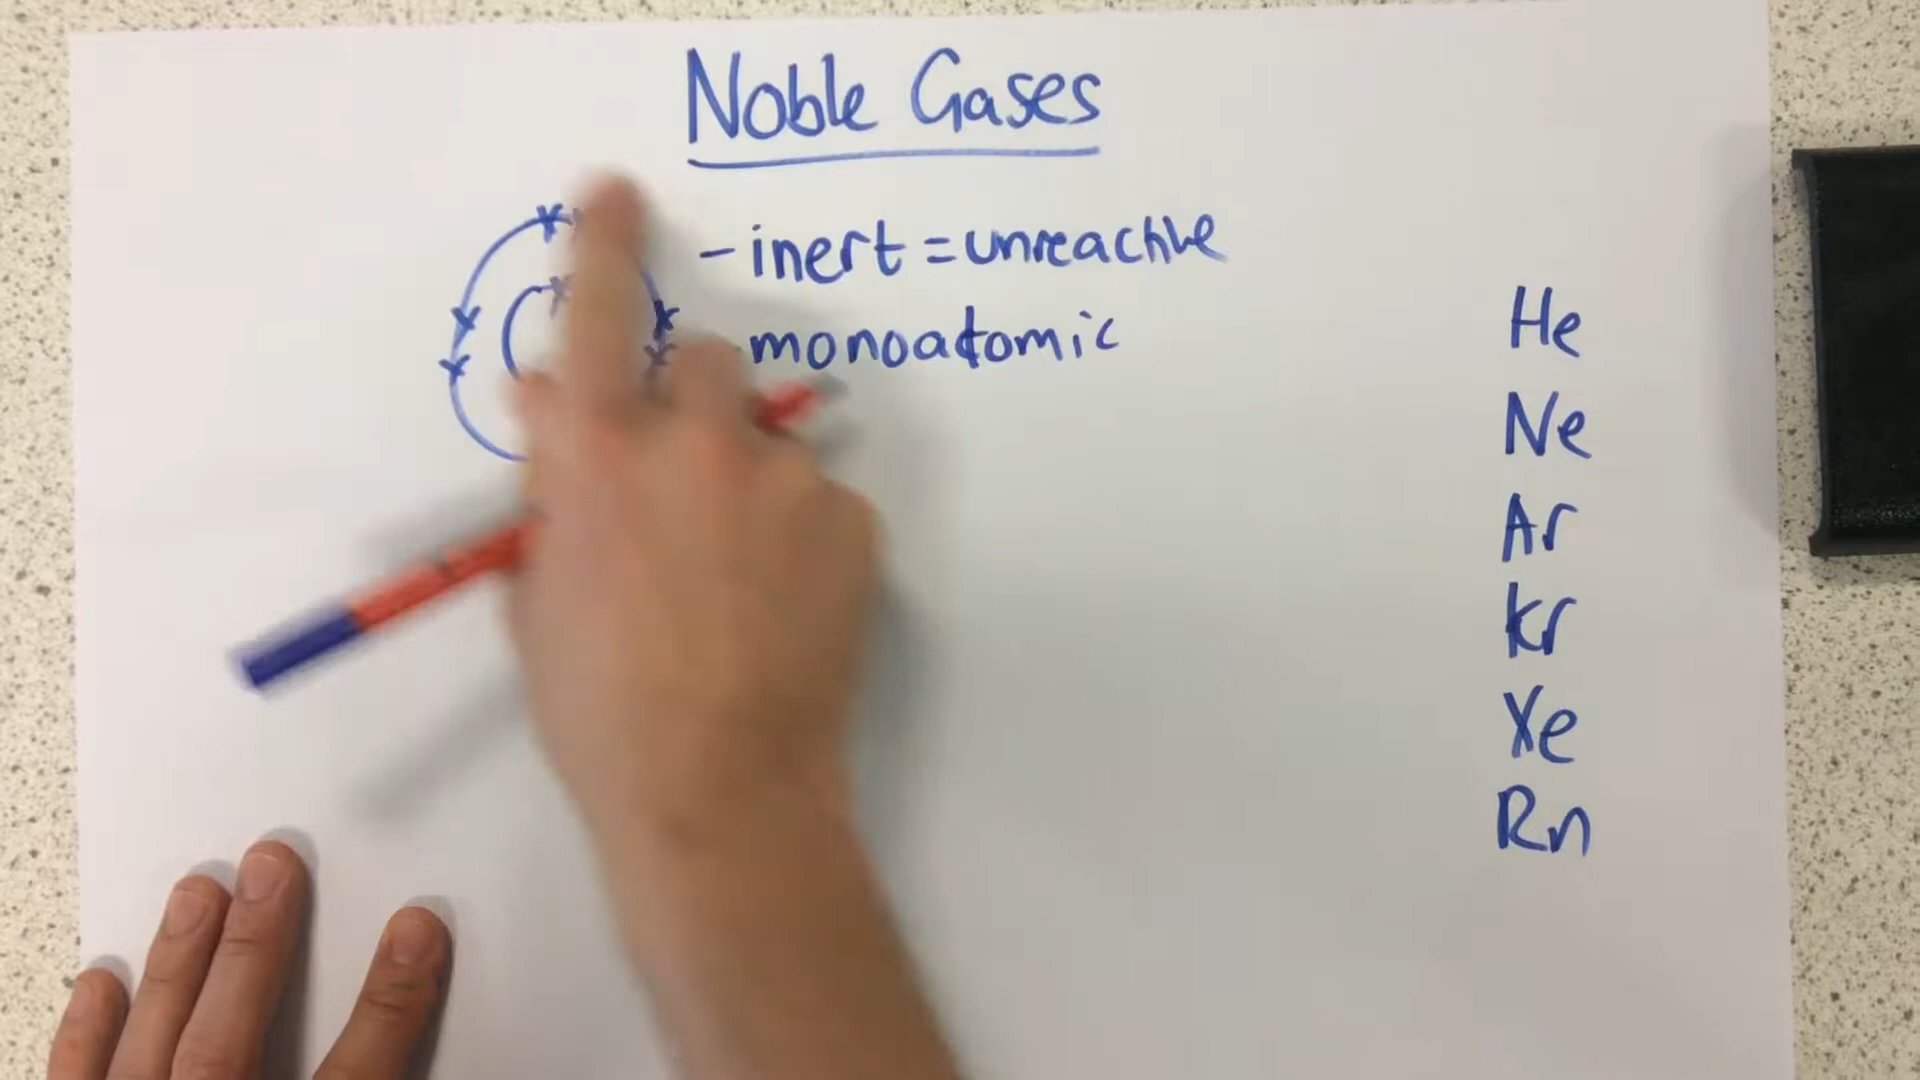 Noble Gases
- inert = unreactive
- monoatomic
He
Ne
Ar
Kr
Xe
Rn